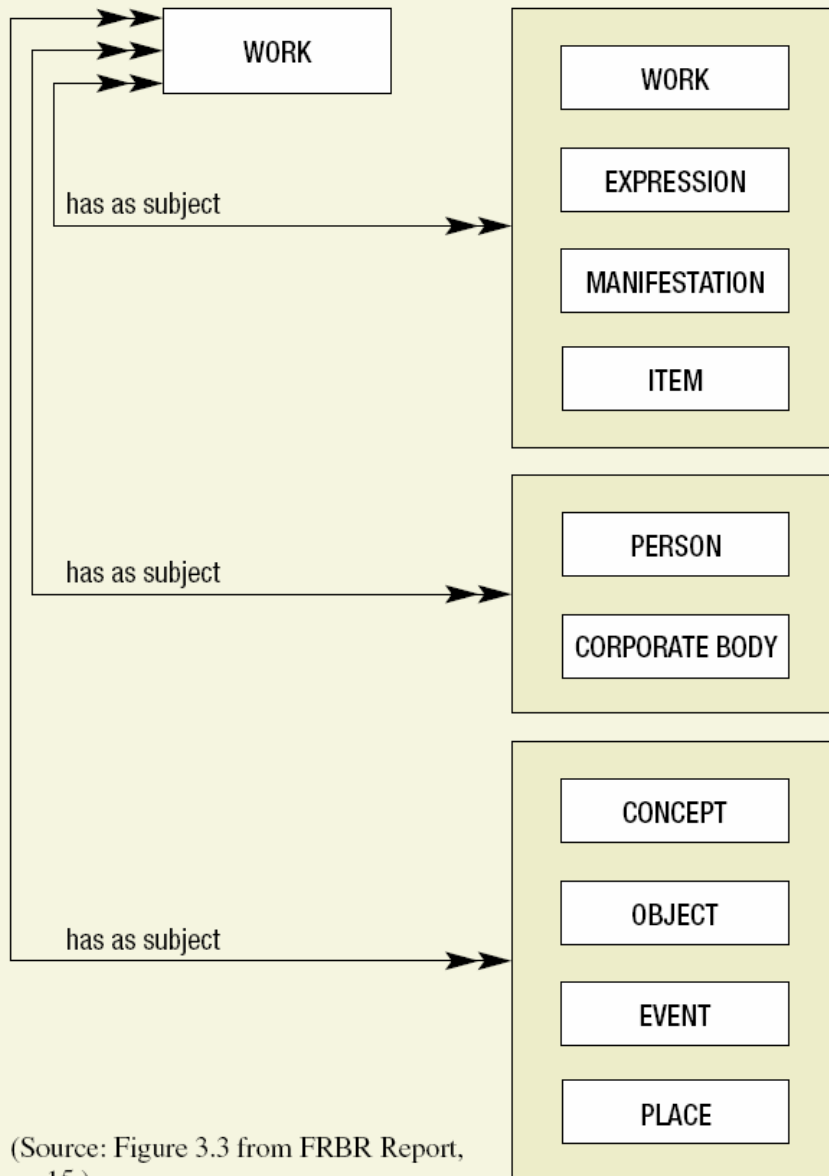 WORK
WORK
EXPRESSION
MANIFESTATION
ITEM
has as subject
PERSON
CORPORATE BODY
has as subject
CONCEPT
OBJECT
EVENT
PLACE
has as subject
(Source: Figure 3.3 from FRBR Report,